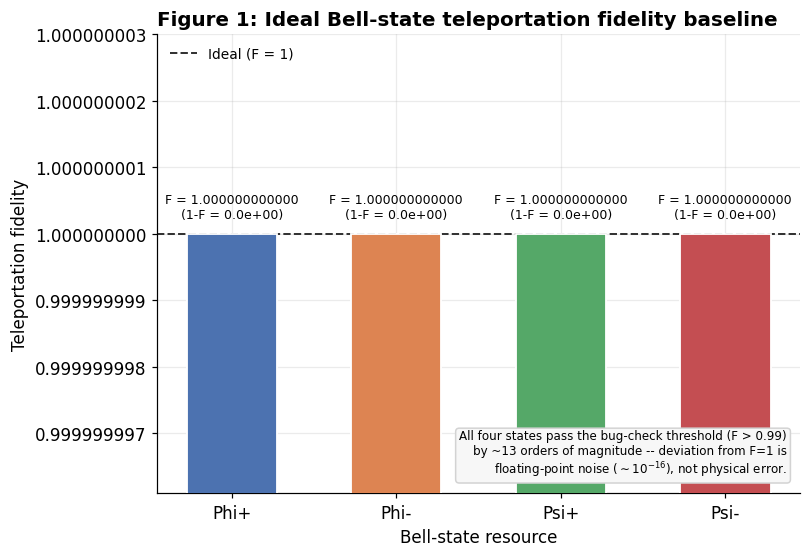 Figure 1: Ideal Bell-state teleportation fidelity baseline
1.000000003
1.000000002
1.000000001
1.000000000
0.999999999
0.999999998
0.999999997
Teleportation fidelity
Ideal (F = 1)
F = 1.000000000000
(1-F = 0.0e+00)
F = 1.000000000000
(1-F = 0.0e+00)
F = 1.000000000000
(1-F = 0.0e+00)
F = 1.000000000000
(1-F = 0.0e+00)
All four states pass the bug-check threshold (F > 0.99)
by ~13 orders of magnitude -- deviation from F=1 is
floating-point noise (∼10⁻¹⁶), not physical error.
Phi+
Phi-
Psi+
Psi-
Bell-state resource